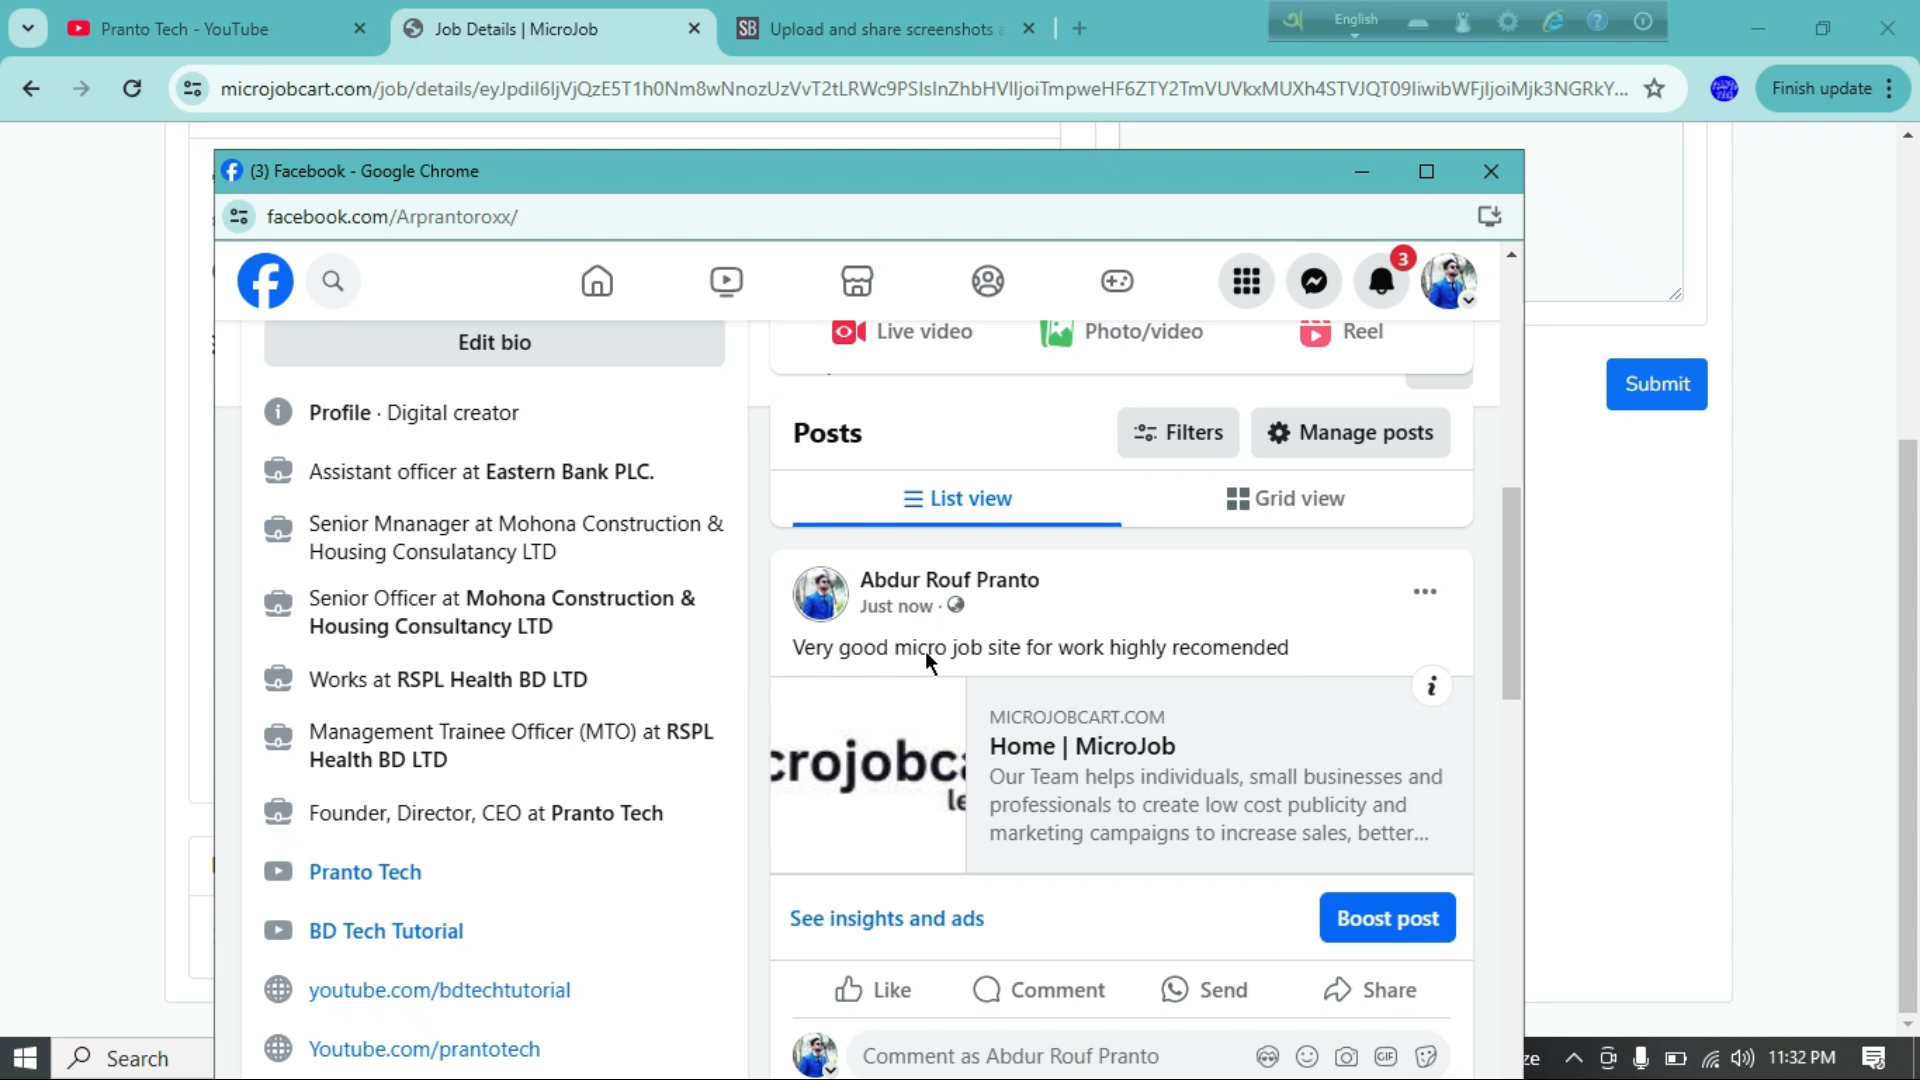 Pranto Tech - YouTube
Job Details | MicroJob
SB Upload and share screenshots
English
microjobcart.com/job/details/
Finish update
(3) Facebook - Google Chrome
facebook.com/Arprantoroxx/
3
Edit bio
Live video
Photo/video
Reel
Submit
Profile · Digital creator
Posts
Filters
Manage posts
Assistant officer at Eastern Bank PLC.
List view
Grid view
Senior Mnanager at Mohona Construction &
Housing Consulatancy LTD
Senior Officer at Mohona Construction &
Housing Consultancy LTD
Works at RSPL Health BD LTD
Management Trainee Officer (MTO) at RSPL
Health BD LTD
Founder, Director, CEO at Pranto Tech
Pranto Tech
BD Tech Tutorial
youtube.com/bdtechtutorial
Youtube.com/prantotech
Abdur Rouf Pranto
Just now ·
Very good micro job site for work highly recomended
crojobca
le
MICROJOBCART.COM
Home | MicroJob
Our Team helps individuals, small businesses and
professionals to create low cost publicity and
marketing campaigns to increase sales, better...
See insights and ads
Boost post
Like
Comment
Send
Share
Comment as Abdur Rouf Pranto
GIF
Search
ze
11:32 PM